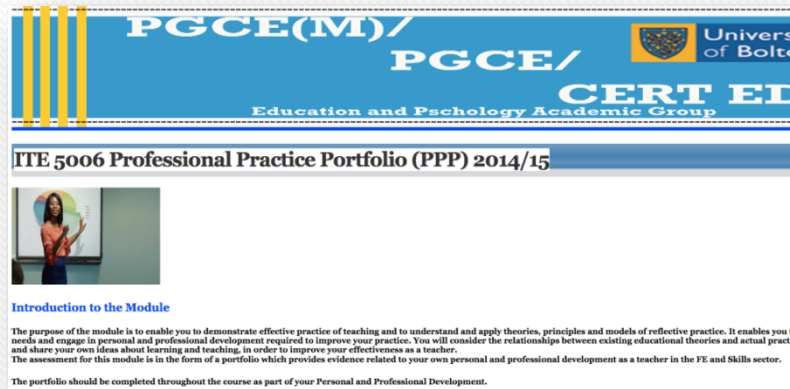 PGCE(M)/
PGCE/
Univers
of Bolto
CERT ED
Education and Pschology Academic Group
ITE 5006 Professional Practice Portfolio (PPP) 2014/15
Introduction to the Module
The purpose of the module is to enable you to demonstrate effective practice of teaching and to understand and apply theories, principles and models of reflective practice. It enables you
needs and engage in personal and professional development required to improve your practice. You will consider the relationships between existing educational theories and actual pract
and share your own ideas about learning and teaching, in order to improve your effectiveness as a teacher.
The assessment for this module is in the form of a portfolio which provides evidence related to your own personal and professional development as a teacher in the FE and Skills sector.
The portfolio should be completed throughout the course as part of your Personal and Professional Development.